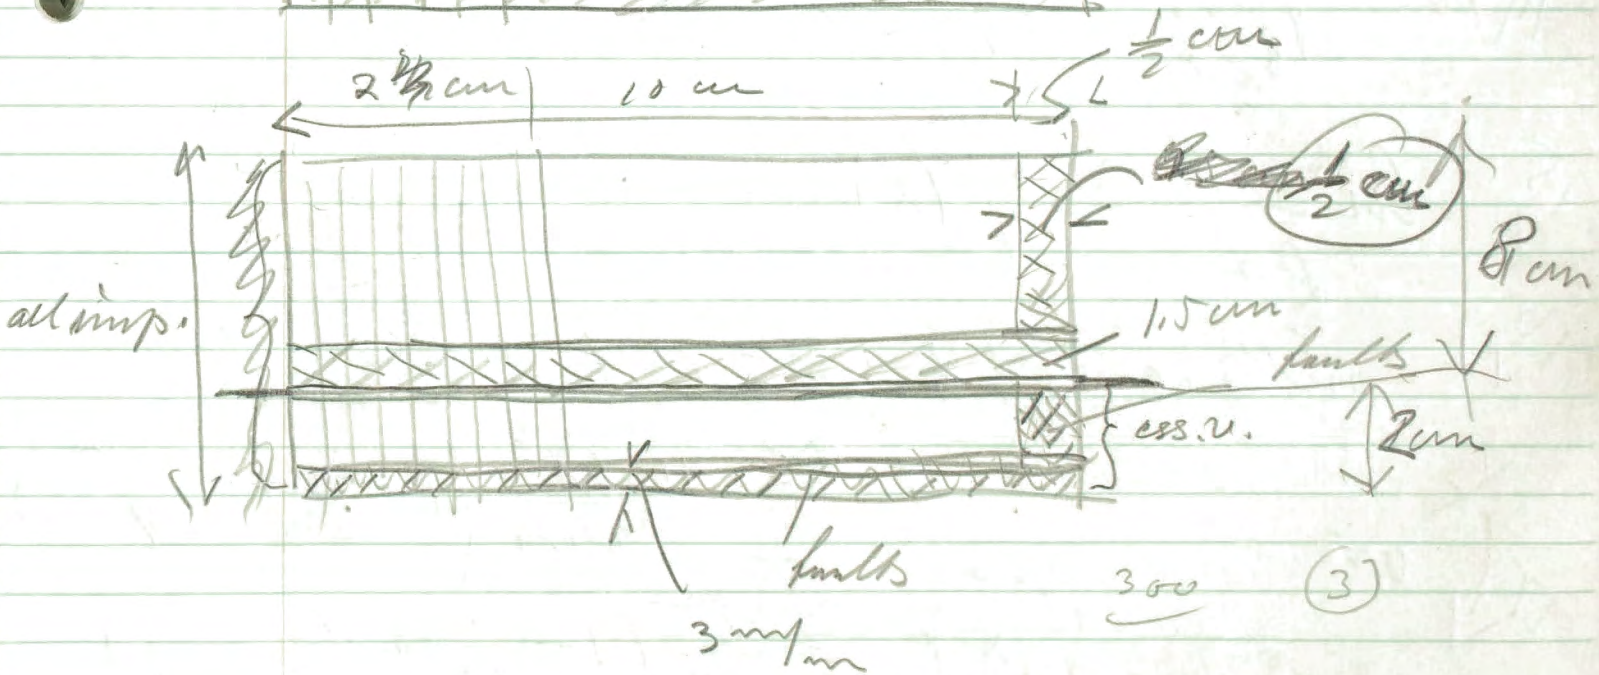 ½ cm
2 cm 10 cm
½ cm
8 cm
all imp.
1,5 cm
faults
ess. u.
2 cm
faults
300 3
3 m/m